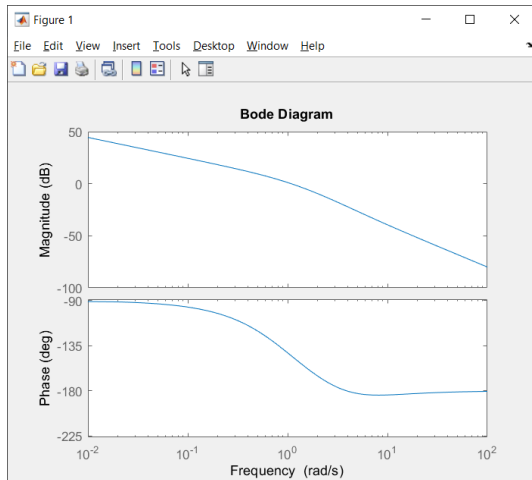 Figure 1
File Edit View Insert Tools Desktop Window Help
Bode Diagram
50
0
-50
-100
Magnitude (dB)
-90
-135
-180
-225
Phase (deg)
10-2 10-1 100 101 102
Frequency (rad/s)